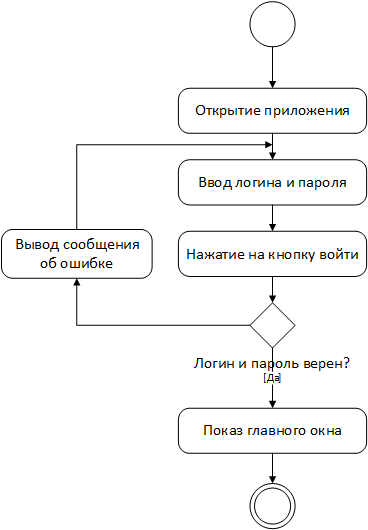 Открытие приложения
Ввод логина и пароля
Вывод сообщения
об ошибке
Нажатие на кнопку войти
Логин и пароль верен?
[Да]
Показ главного окна